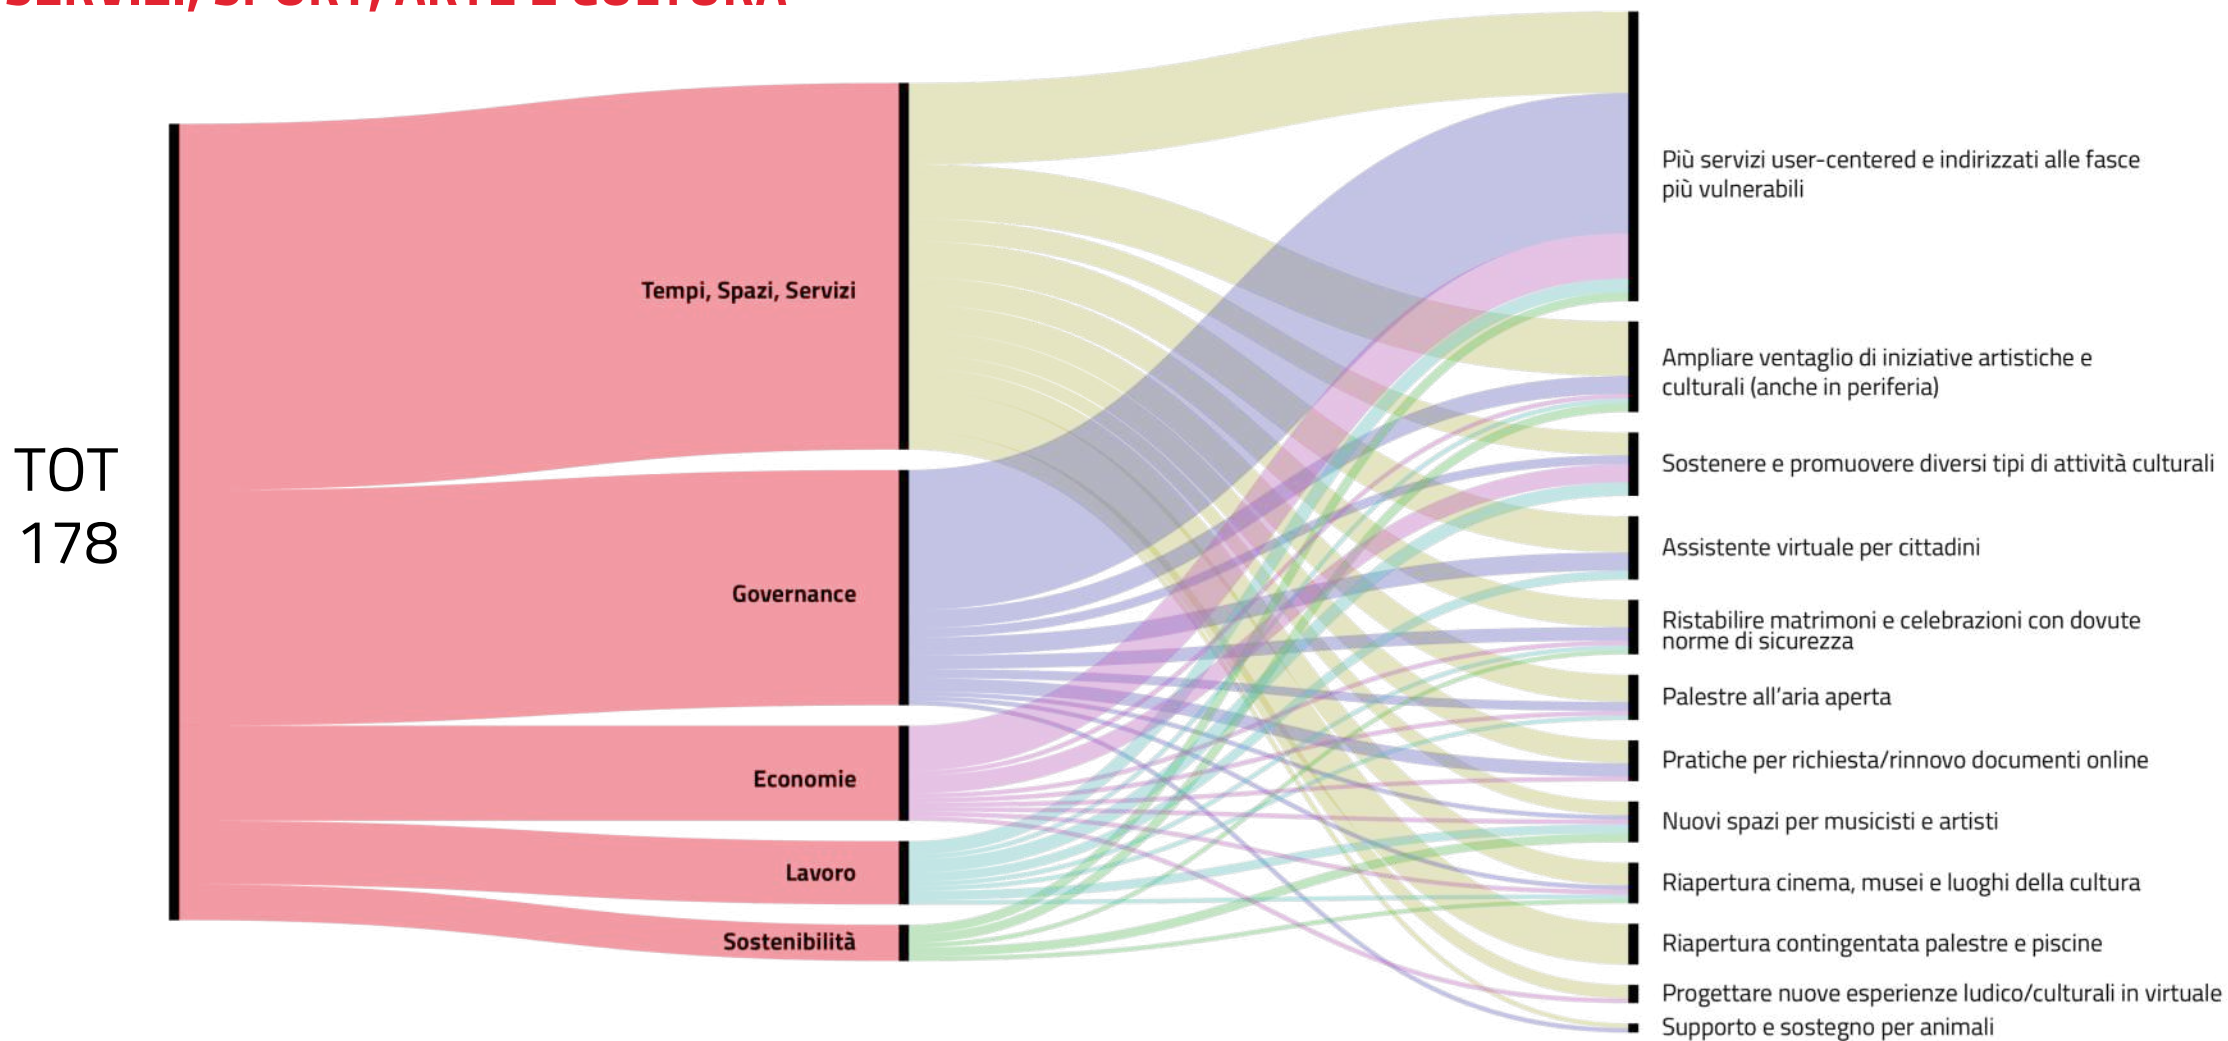 SERVIZI, SPORT, ARTE E CULTURA
TOT
178
Tempi, Spazi, Servizi
Governance
Economie
Lavoro
Sostenibilità
Più servizi user-centered e indirizzati alle fasce
più vulnerabili
Ampliare ventaglio di iniziative artistiche e
culturali (anche in periferia)
Sostenere e promuovere diversi tipi di attività culturali
Assistente virtuale per cittadini
Ristabilire matrimoni e celebrazioni con dovute
norme di sicurezza
Palestre all’aria aperta
Pratiche per richiesta/rinnovo documenti online
Nuovi spazi per musicisti e artisti
Riapertura cinema, musei e luoghi della cultura
Riapertura contingentata palestre e piscine
Progettare nuove esperienze ludico/culturali in virtuale
Supporto e sostegno per animali